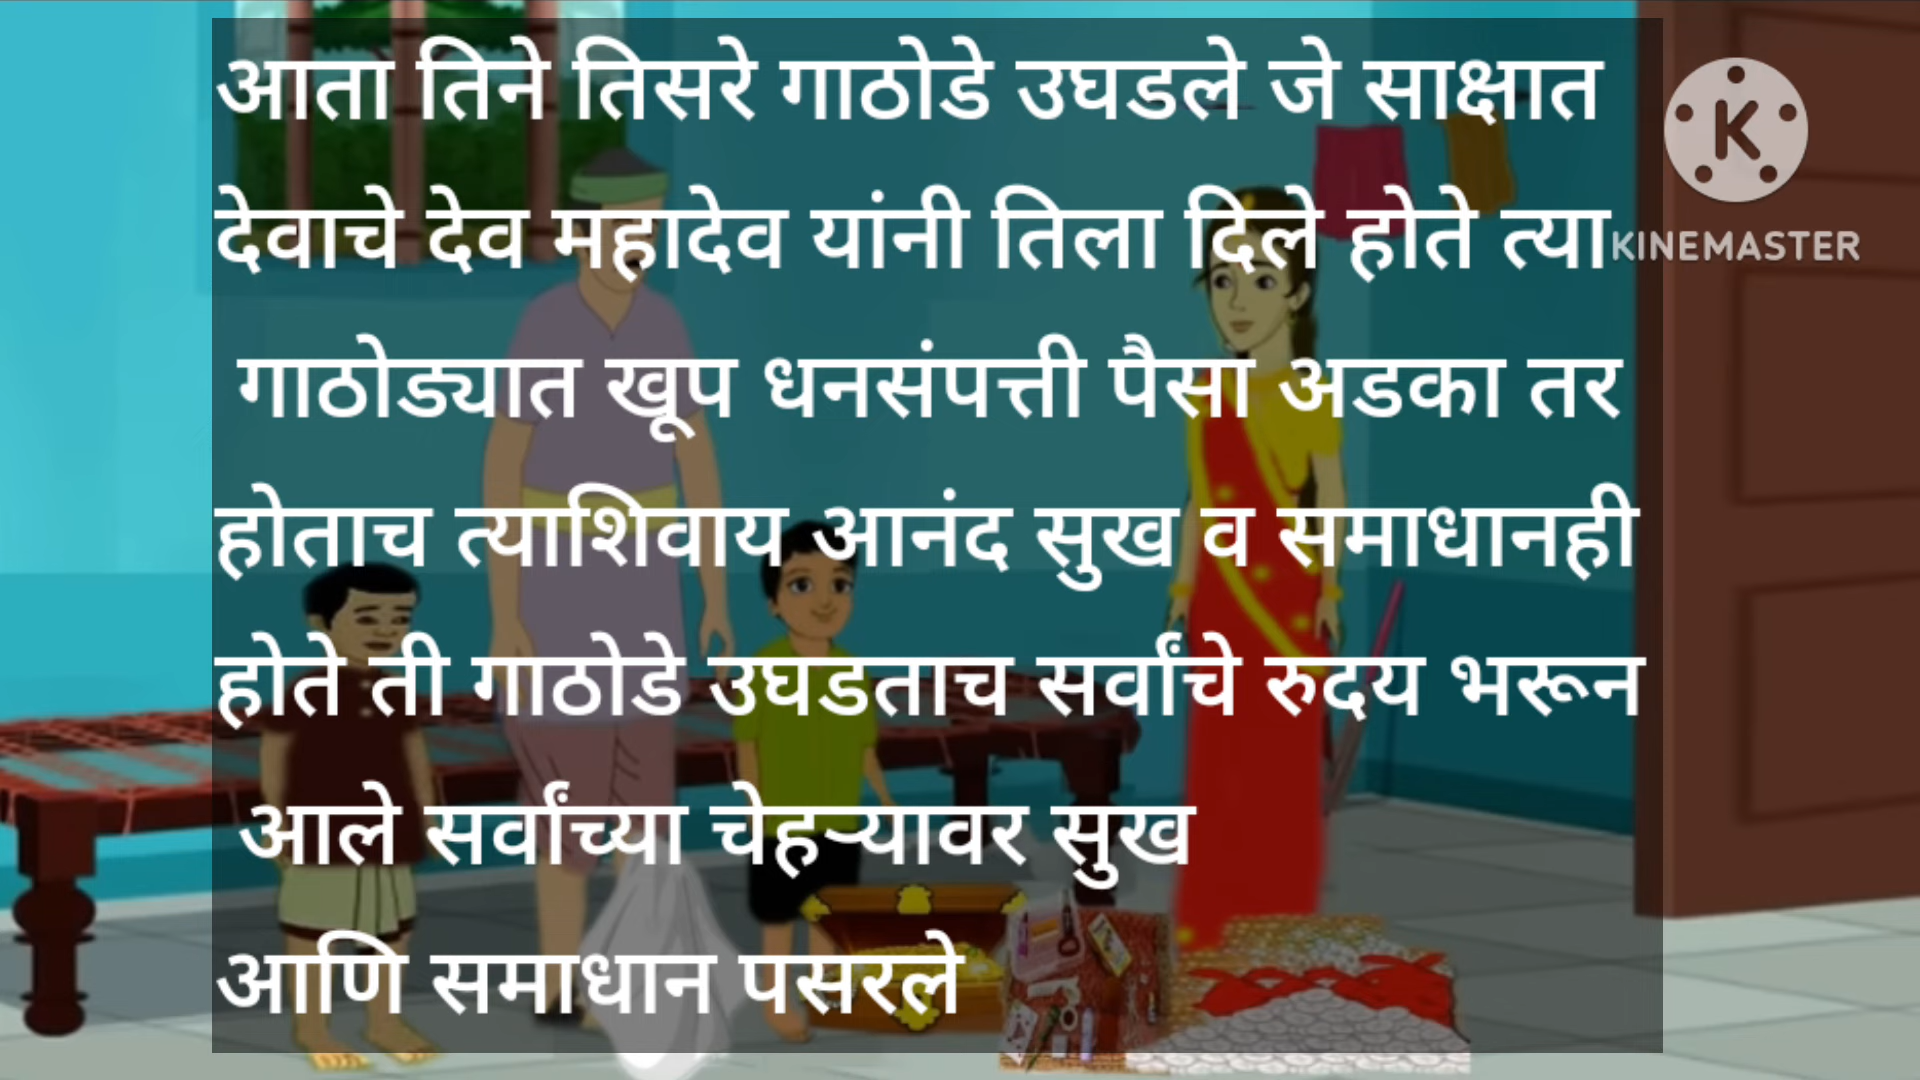 आता तिने तिसरे गाठोडे उघडले जे साक्षात
देवाचे देव महादेव यांनी तिला दिले होते त्या
गाठोड्यात खूप धनसंपत्ती पैसा अडका तर
होताच त्याशिवाय आनंद सुख व समाधानही
होते ती गाठोडे उघडताच सर्वांचे रुदय भरून
आले सर्वांच्या चेहऱ्यावर सुख
आणि समाधान पसरले
K
KINEMASTER